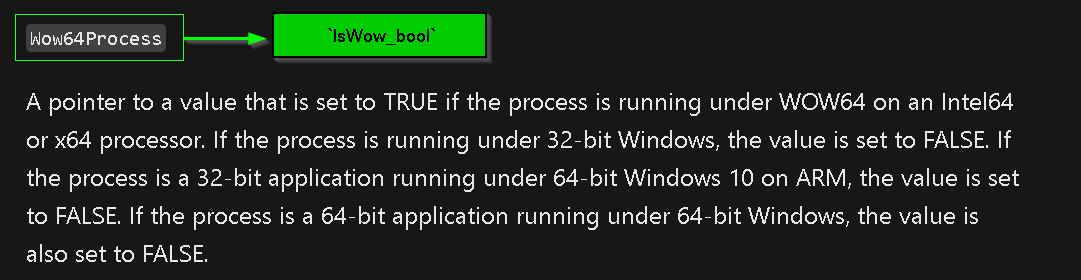 Wow64Process `IsWow_bool`
A pointer to a value that is set to TRUE if the process is running under WOW64 on an Intel64
or x64 processor. If the process is running under 32-bit Windows, the value is set to FALSE. If
the process is a 32-bit application running under 64-bit Windows 10 on ARM, the value is set
to FALSE. If the process is a 64-bit application running under 64-bit Windows, the value is
also set to FALSE.